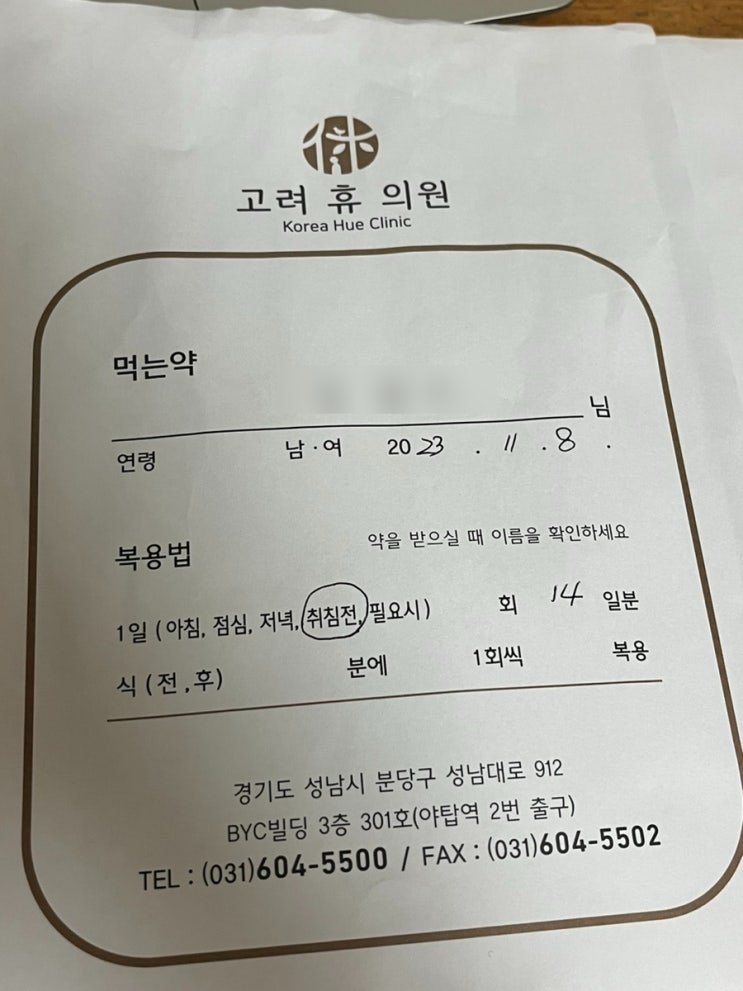 고려 휴 의원
Korea Hue Clinic
먹는약
님
연령 남·여 2023 . 11 . 8 .
복용법 약을 받으실 때 이름을 확인하세요
1일 (아침, 점심, 저녁, 취침전, 필요시) 회 14 일분
식 (전 , 후) 분에 1회씩 복용
경기도 성남시 분당구 성남대로 912
BYC빌딩 3층 301호(야탑역 2번 출구)
TEL : (031)604-5500 / FAX : (031)604-5502